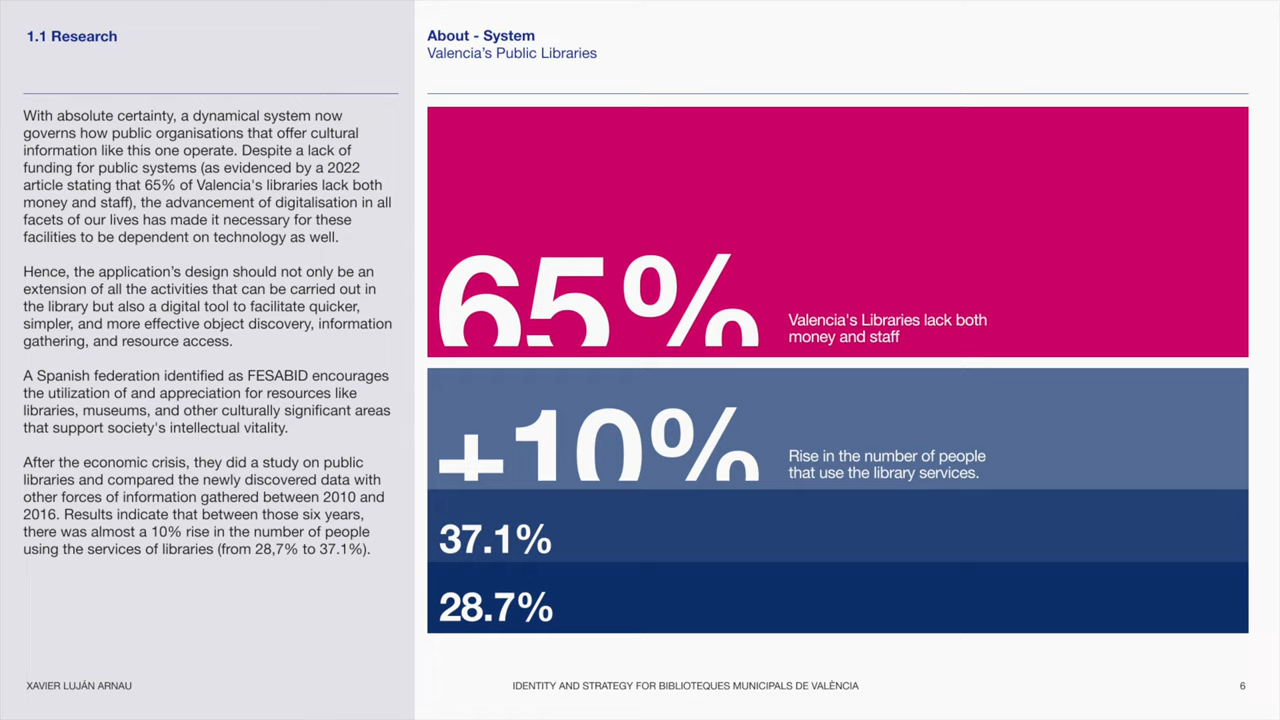 1.1 Research
With absolute certainty, a dynamical system now
governs how public organisations that offer cultural
information like this one operate. Despite a lack of
funding for public systems (as evidenced by a 2022
article stating that 65% of Valencia's libraries lack both
money and staff), the advancement of digitalisation in all
facets of our lives has made it necessary for these
facilities to be dependent on technology as well.
Hence, the application's design should not only be an
extension of all the activities that can be carried out in
the library but also a digital tool to facilitate quicker,
simpler, and more effective object discovery, information
gathering, and resource access.
A Spanish federation identified as FESABID encourages
the utilization of and appreciation for resources like
libraries, museums, and other culturally significant areas
that support society's intellectual vitality.
After the economic crisis, they did a study on public
libraries and compared the newly discovered data with
other forces of information gathered between 2010 and
2016. Results indicate that between those six years,
there was almost a 10% rise in the number of people
using the services of libraries (from 28,7% to 37.1%).
About - System
Valencia's Public Libraries
65%
Valencia's Libraries lack both
money and staff
+10%
Rise in the number of people
that use the library services.
37.1%
28.7%
XAVIER LUJÁN ARNAU
IDENTITY AND STRATEGY FOR BIBLIOTEQUES MUNICIPALS DE VALÈNCIA
6